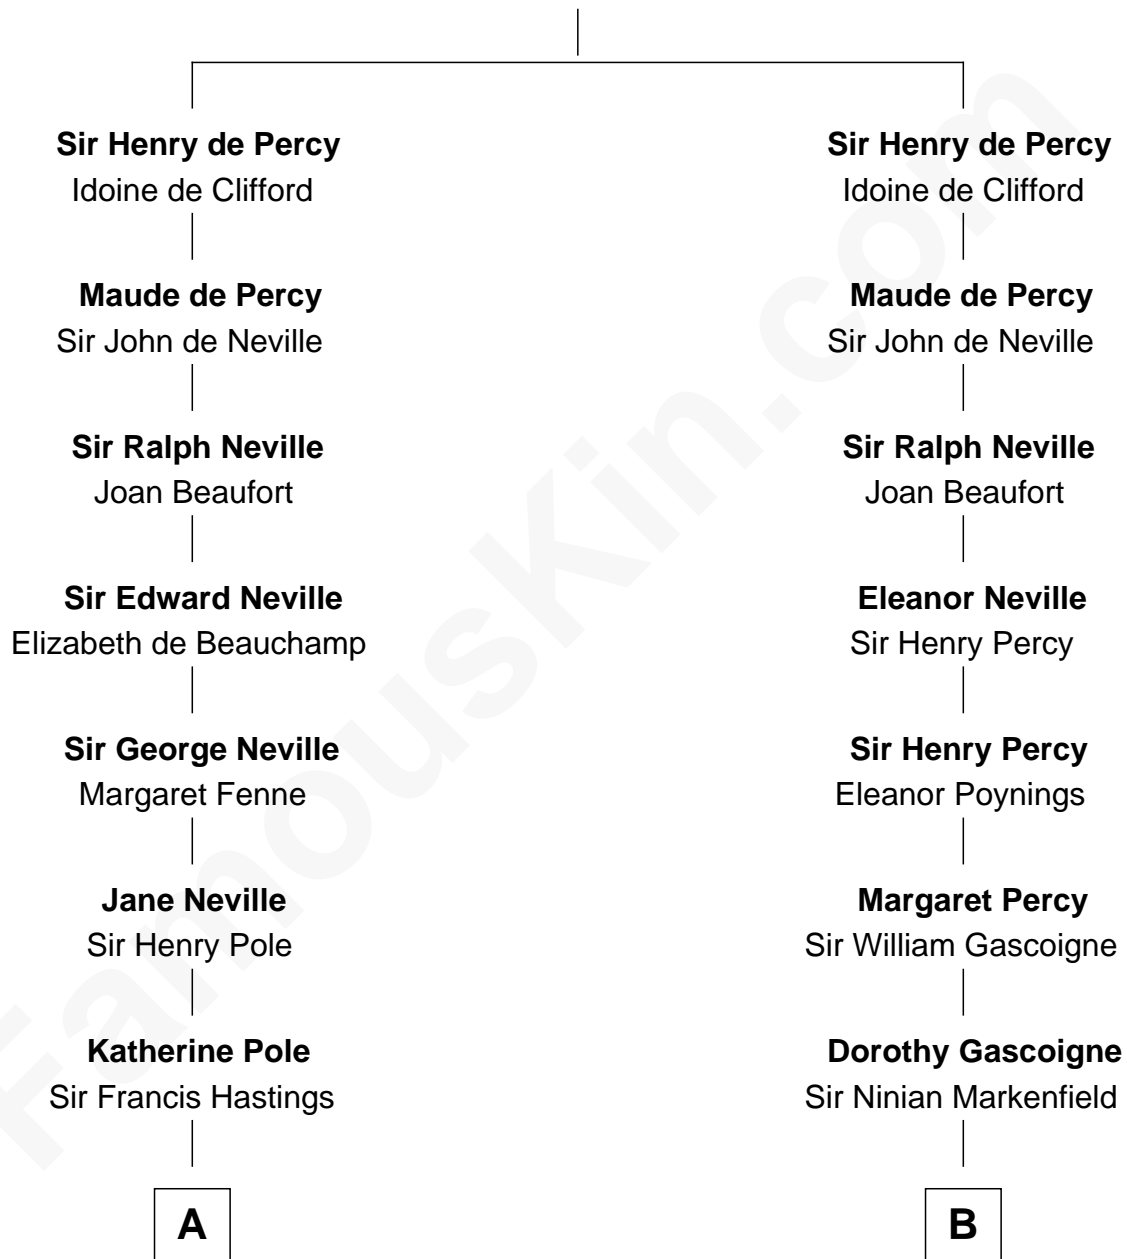 Sir Henry de Percy
Idoine de Clifford
Maude de Percy
Sir John de Neville
Sir Ralph Neville
Joan Beaufort
Sir Edward Neville
Elizabeth de Beauchamp
Sir George Neville
Margaret Fenne
Jane Neville
Sir Henry Pole
Katherine Pole
Sir Francis Hastings
A
Sir Henry de Percy
Idoine de Clifford
Maude de Percy
Sir John de Neville
Sir Ralph Neville
Joan Beaufort
Eleanor Neville
Sir Henry Percy
Sir Henry Percy
Eleanor Poynings
Margaret Percy
Sir William Gascoigne
Dorothy Gascoigne
Sir Ninian Markenfield
B
FamousKin.com